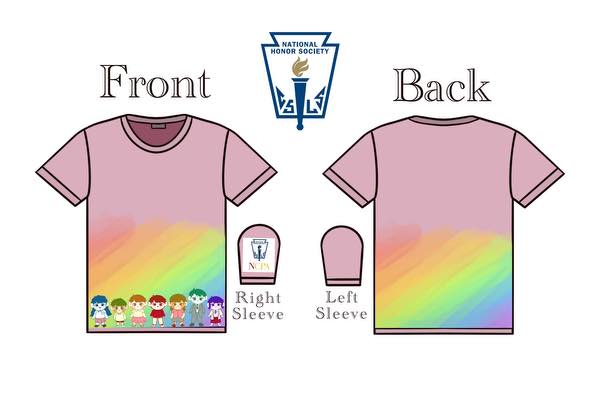 NATIONAL
HONOR SOCIETY
C S L S
Front
Back
NCPA
Right
Sleeve
Left
Sleeve